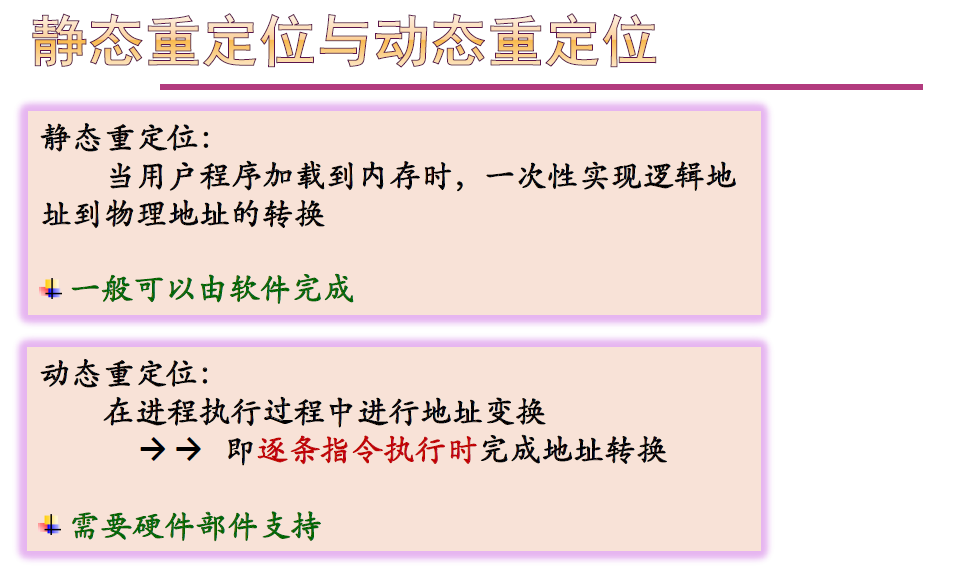 静态重定位与动态重定位
静态重定位:
当用户程序加载到内存时，一次性实现逻辑地
址到物理地址的转换
一般可以由软件完成
动态重定位:
在进程执行过程中进行地址变换
→→ 即逐条指令执行时完成地址转换
需要硬件部件支持